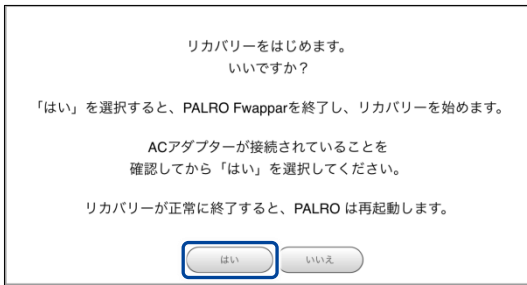 リカバリーをはじめます。
いいですか？
「はい」を選択すると、PALRO Fwapparを終了し、リカバリーを始めます。
ACアダプターが接続されていることを
確認してから「はい」を選択してください。
リカバリーが正常に終了すると、PALRO は再起動します。
はい いいえ